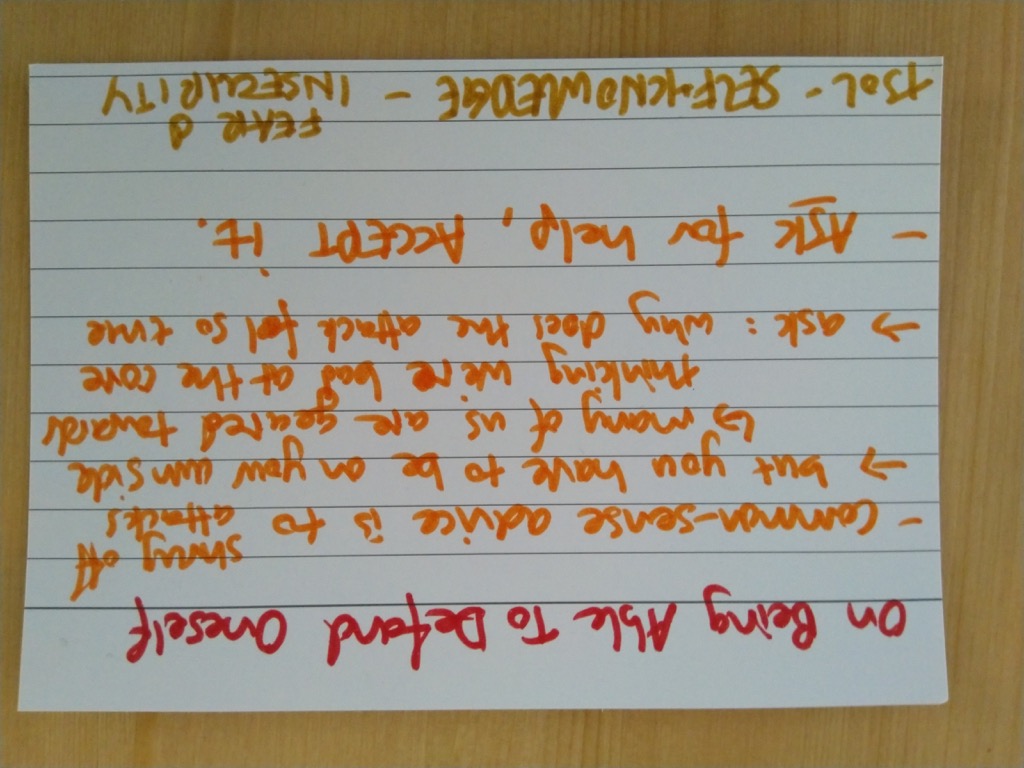 On Being Able To Defend Oneself
- Common-sense advice is to shrug off attacks
→ but you have to be on your own side
↳ many of us are geared towards
thinking we're bad at the core
→ ask: why does the attack feel so true
- ASK for help, ACCEPT it.
TSOL - SELF-KNOWLEDGE - FEAR &
INSECURITY